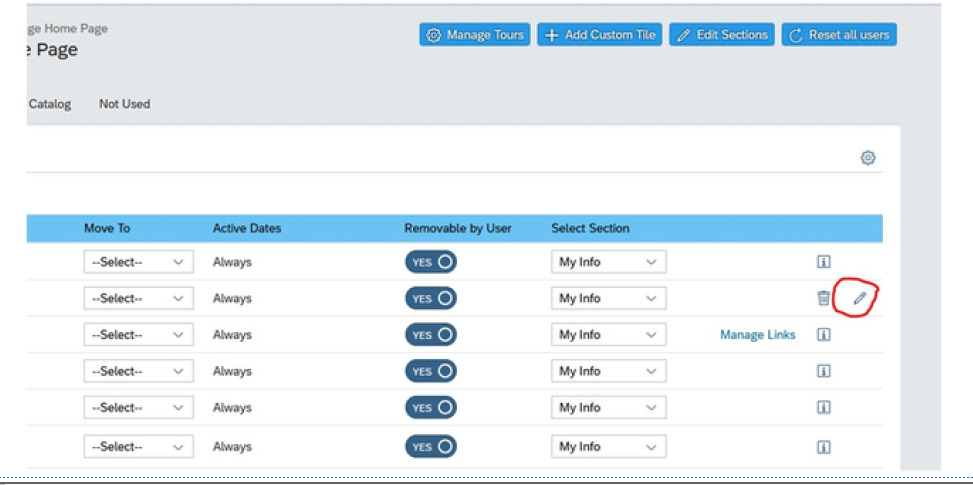 ge Home Page
e Page
Manage Tours Add Custom Tile Edit Sections Reset all users
Catalog Not Used
Move To Active Dates Removable by User Select Section
--Select-- Always YES My Info
--Select-- Always YES My Info
--Select-- Always YES My Info Manage Links
--Select-- Always YES My Info
--Select-- Always YES My Info
--Select-- Always YES My Info